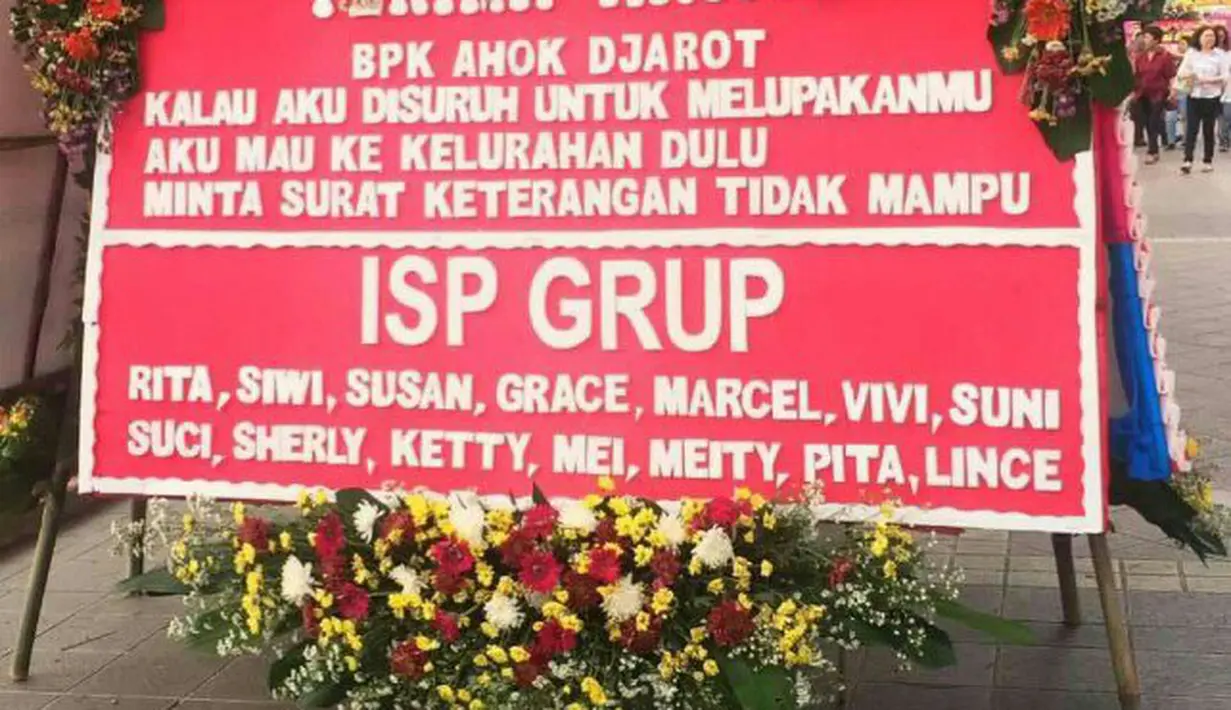 BPK AHOK DJAROT
KALAU AKU DISURUH UNTUK MELUPAKANMU
AKU MAU KE KELURAHAN DULU
MINTA SURAT KETERANGAN TIDAK MAMPU
ISP GRUP
RITA, SIWI, SUSAN, GRACE, MARCEL, VIVI, SUNI
SUCI, SHERLY, KETTY, MEI, MEITY, PITA, LINCE